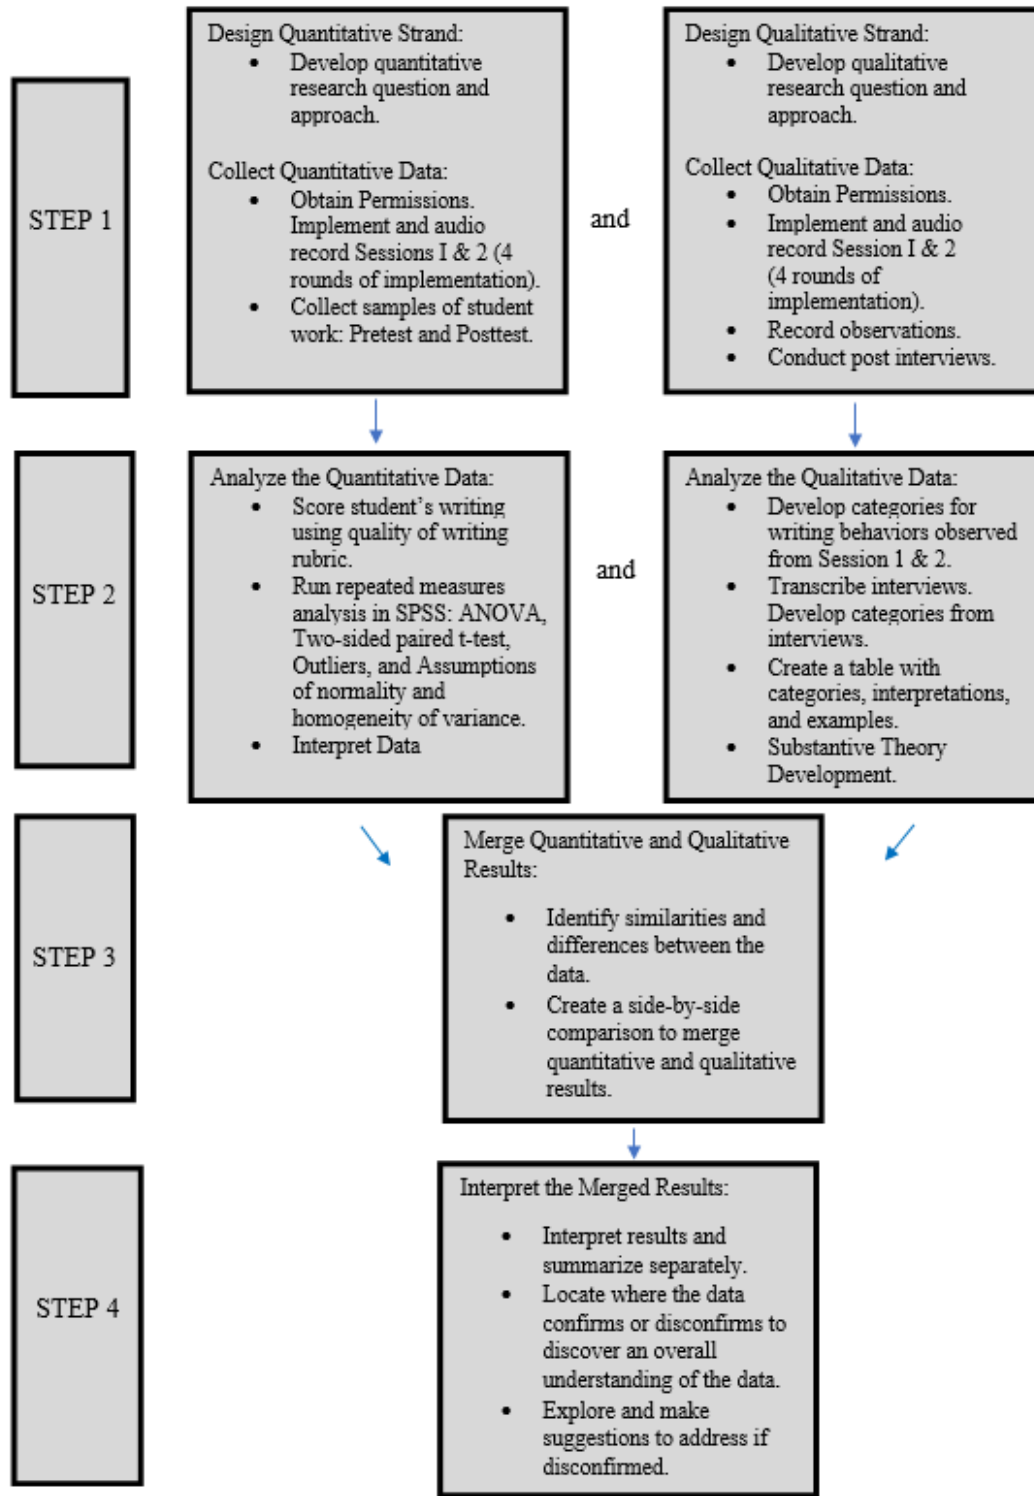 STEP 1
Design Quantitative Strand:
• Develop quantitative
research question and
approach.
Collect Quantitative Data:
• Obtain Permissions.
Implement and audio
record Sessions I & 2 (4
rounds of implementation).
• Collect samples of student
work: Pretest and Posttest.
and
Design Qualitative Strand:
• Develop qualitative
research question and
approach.
Collect Qualitative Data:
• Obtain Permissions.
• Implement and audio
record Session I & 2
(4 rounds of
implementation).
• Record observations.
• Conduct post interviews.
STEP 2
Analyze the Quantitative Data:
• Score student’s writing
using quality of writing
rubric.
• Run repeated measures
analysis in SPSS: ANOVA,
Two-sided paired t-test,
Outliers, and Assumptions
of normality and
homogeneity of variance.
• Interpret Data
and
Analyze the Qualitative Data:
• Develop categories for
writing behaviors observed
from Session 1 & 2.
• Transcribe interviews.
Develop categories from
interviews.
• Create a table with
categories, interpretations,
and examples.
• Substantive Theory
Development.
STEP 3
Merge Quantitative and Qualitative
Results:
• Identify similarities and
differences between the
data.
• Create a side-by-side
comparison to merge
quantitative and qualitative
results.
STEP 4
Interpret the Merged Results:
• Interpret results and
summarize separately.
• Locate where the data
confirms or disconfirms to
discover an overall
understanding of the data.
• Explore and make
suggestions to address if
disconfirmed.